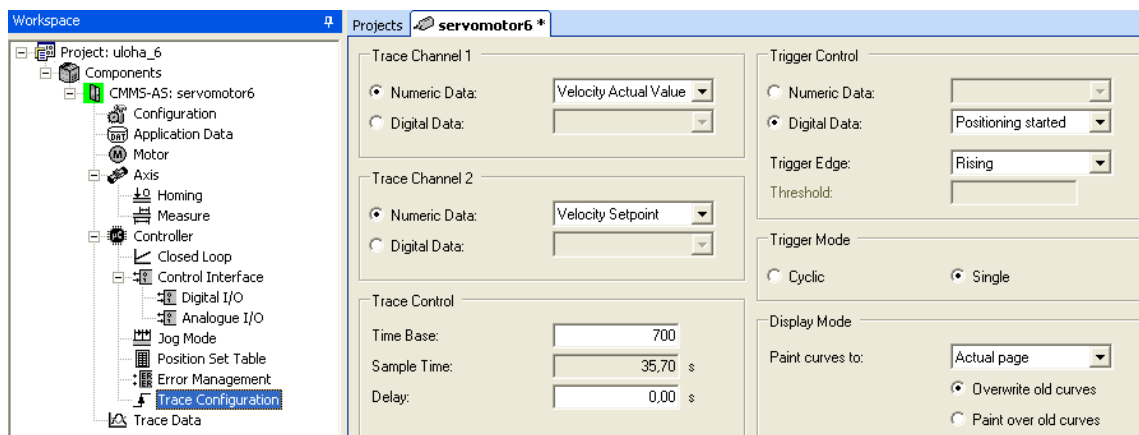 Workspace
Project: uloha_6
Components
CMMS-AS: servomotor6
Configuration
DAT Application Data
M Motor
Axis
Homing
Measure
µC Controller
Closed Loop
Control Interface
Digital I/O
Analogue I/O
Jog Mode
Position Set Table
ER ER Error Management
Trace Configuration
Trace Data
Projects servomotor6 *
Trace Channel 1
Numeric Data: Velocity Actual Value
Digital Data:
Trace Channel 2
Numeric Data: Velocity Setpoint
Digital Data:
Trace Control
Time Base: 700
Sample Time: 35,70 s
Delay: 0,00 s
Trigger Control
Numeric Data:
Digital Data: Positioning started
Trigger Edge: Rising
Threshold:
Trigger Mode
Cyclic Single
Display Mode
Paint curves to: Actual page
Overwrite old curves
Paint over old curves